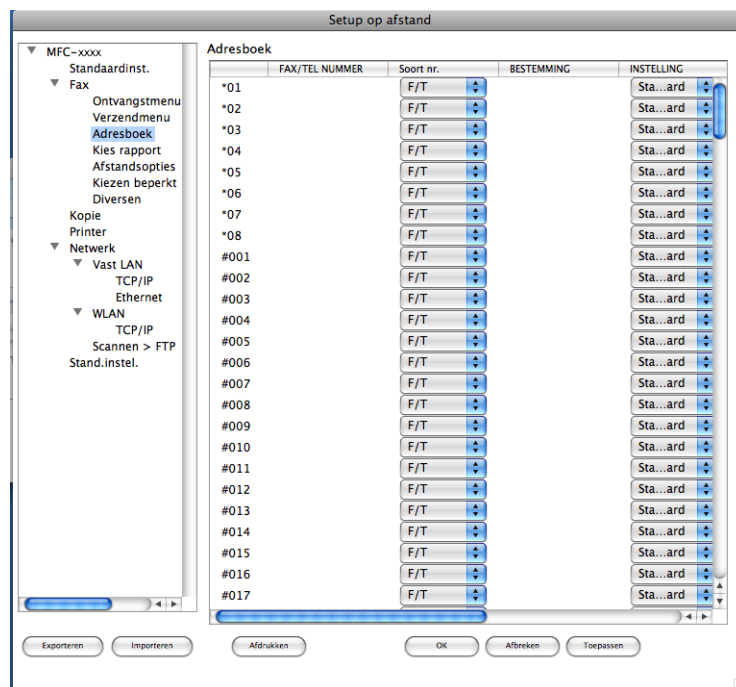 Setup op afstand
MFC-xxxx
Standaardinst.
Fax
Ontvangstmenu
Verzendmenu
Adresboek
Kies rapport
Afstandsopties
Kiezen beperkt
Diversen
Kopie
Printer
Netwerk
Vast LAN
TCP/IP
Ethernet
WLAN
TCP/IP
Scannen > FTP
Stand.instel.
Adresboek
FAX/TEL NUMMER Soort nr. BESTEMMING INSTELLING
*01 F/T Sta...ard
*02 F/T Sta...ard
*03 F/T Sta...ard
*04 F/T Sta...ard
*05 F/T Sta...ard
*06 F/T Sta...ard
*07 F/T Sta...ard
*08 F/T Sta...ard
#001 F/T Sta...ard
#002 F/T Sta...ard
#003 F/T Sta...ard
#004 F/T Sta...ard
#005 F/T Sta...ard
#006 F/T Sta...ard
#007 F/T Sta...ard
#008 F/T Sta...ard
#009 F/T Sta...ard
#010 F/T Sta...ard
#011 F/T Sta...ard
#012 F/T Sta...ard
#013 F/T Sta...ard
#014 F/T Sta...ard
#015 F/T Sta...ard
#016 F/T Sta...ard
#017 F/T Sta...ard
Exporteren Importeren Afdrukken OK Afbreken Toepassen